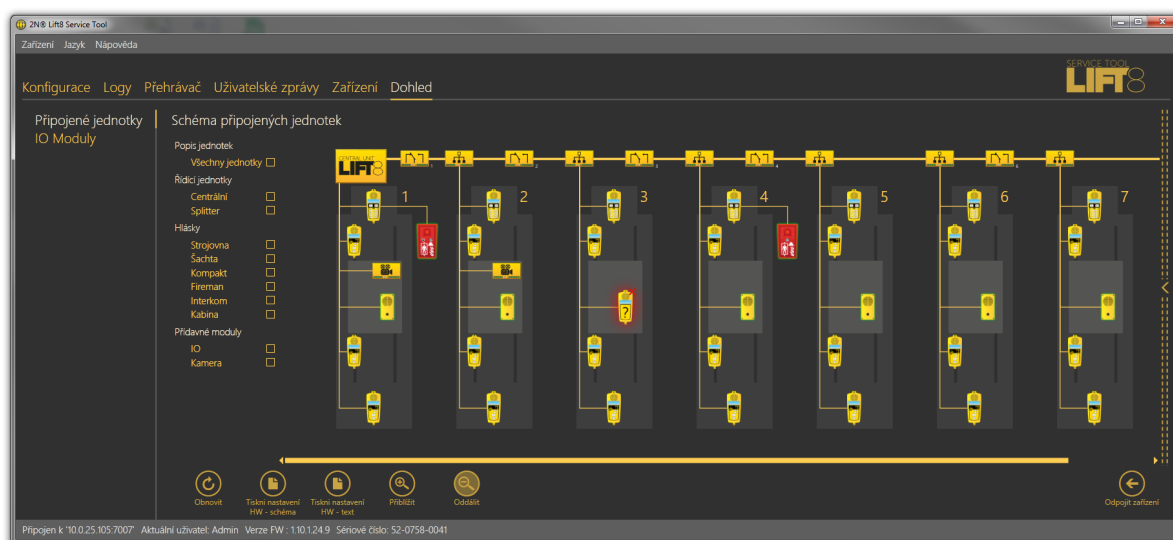 2N® Lift8 Service Tool
Zařízení Jazyk Nápověda
SERVICE TOOL
LIFT8
Konfigurace Logy Přehrávač Uživatelské zprávy Zařízení Dohled
Připojené jednotky
IO Moduly
Schéma připojených jednotek
Popis jednotek
Všechny jednotky
Řídící jednotky
Centrální
Splitter
Hlásky
Strojovna
Šachta
Kompakt
Fireman
Interkom
Kabina
Přídavné moduly
IO
Kamera
CENTRAL UNIT
LIFT8
1 2 3 4 5 6 7
?
Obnovit
Tiskni nastavení
HW - schéma
Tiskni nastavení
HW - text
Přiblížit
Oddálit
Odpojit zařízení
Připojen k '10.0.25.105:7007' Aktuální uživatel: Admin Verze FW : 1.10.1.24.9 Sériové číslo: 52-0758-0041